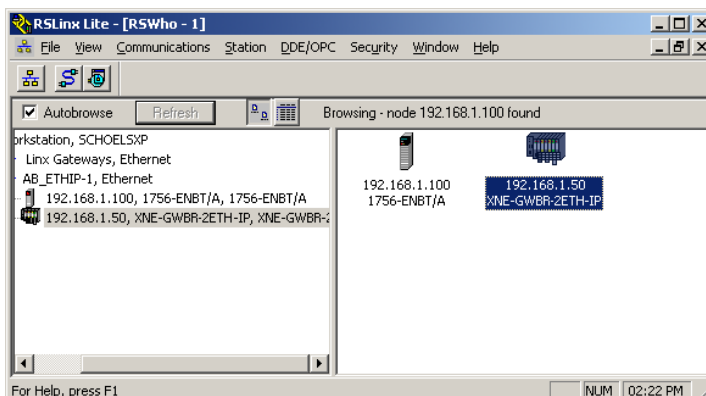 RSLinx Lite - [RSWho - 1]
File View Communications Station DDE/OPC Security Window Help
Autobrowse Refresh Browsing - node 192.168.1.100 found
orkstation, SCHOELSXP
Linx Gateways, Ethernet
AB_ETHIP-1, Ethernet
192.168.1.100, 1756-ENBT/A, 1756-ENBT/A
192.168.1.50, XNE-GWBR-2ETH-IP, XNE-GWBR-2
192.168.1.100
1756-ENBT/A
192.168.1.50
XNE-GWBR-2ETH-IP
For Help, press F1 NUM 02:22 PM